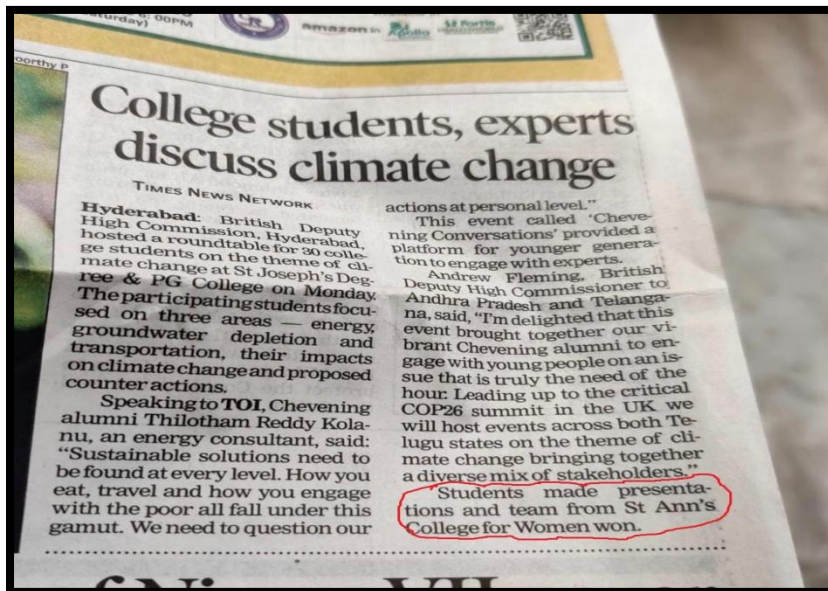 turday) 6: 00PM
amazon.in
Fortis
oorthy P
College students, experts
discuss climate change
TIMES NEWS NETWORK
Hyderabad: British Deputy
High Commission, Hyderabad,
hosted a roundtable for 30 colle-
ge students on the theme of cli-
mate change at St Joseph's Deg-
ree & PG College on Monday.
The participating students focu-
sed on three areas — energy,
groundwater depletion and
transportation, their impacts
on climate change and proposed
counter actions.
Speaking to TOI, Chevening
alumni Thilotham Reddy Kola-
nu, an energy consultant, said:
“Sustainable solutions need to
be found at every level. How you
eat, travel and how you engage
with the poor all fall under this
gamut. We need to question our
actions at personal level.”
This event called ‘Cheve-
ning Conversations’ provided a
platform for younger genera-
tion to engage with experts.
Andrew Fleming, British
Deputy High Commissioner to
Andhra Pradesh and Telanga-
na, said, “I'm delighted that this
event brought together our vi-
brant Chevening alumni to en-
gage with young people on an is-
sue that is truly the need of the
hour. Leading up to the critical
COP26 summit in the UK we
will host events across both Te-
lugu states on the theme of cli-
mate change bringing together
a diverse mix of stakeholders.”
Students made presenta-
tions and team from St Ann's
College for Women won.